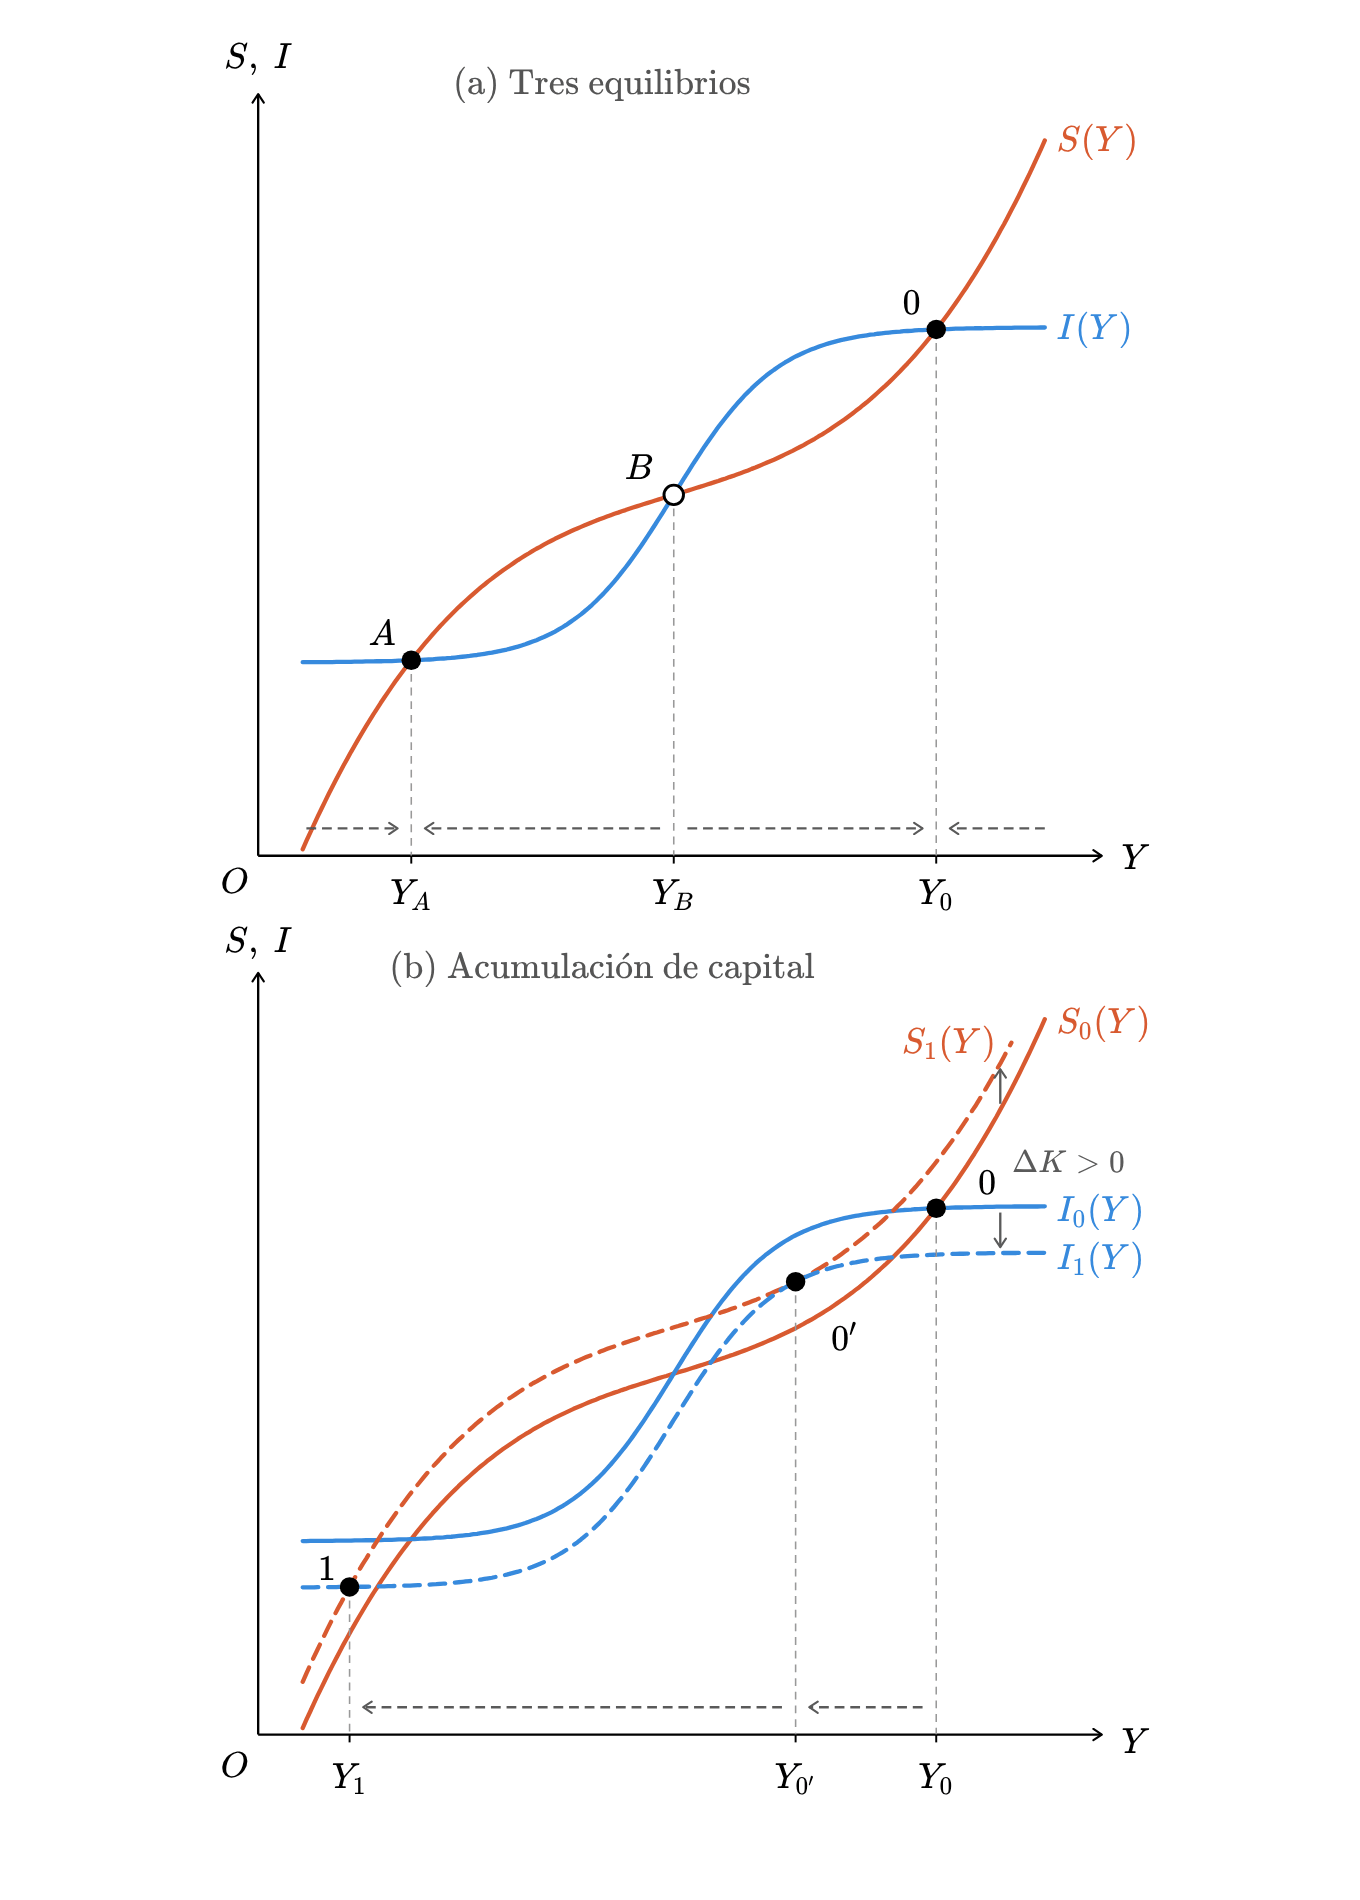 S, I
(a) Tres equilibrios
S(Y)
0
I(Y)
B
A
O
Y_A
Y_B
Y_0
Y
S, I
(b) Acumulación de capital
S_1(Y)
S_0(Y)
ΔK > 0
0
I_0(Y)
I_1(Y)
0′
1
O
Y_1
Y_0′
Y_0
Y